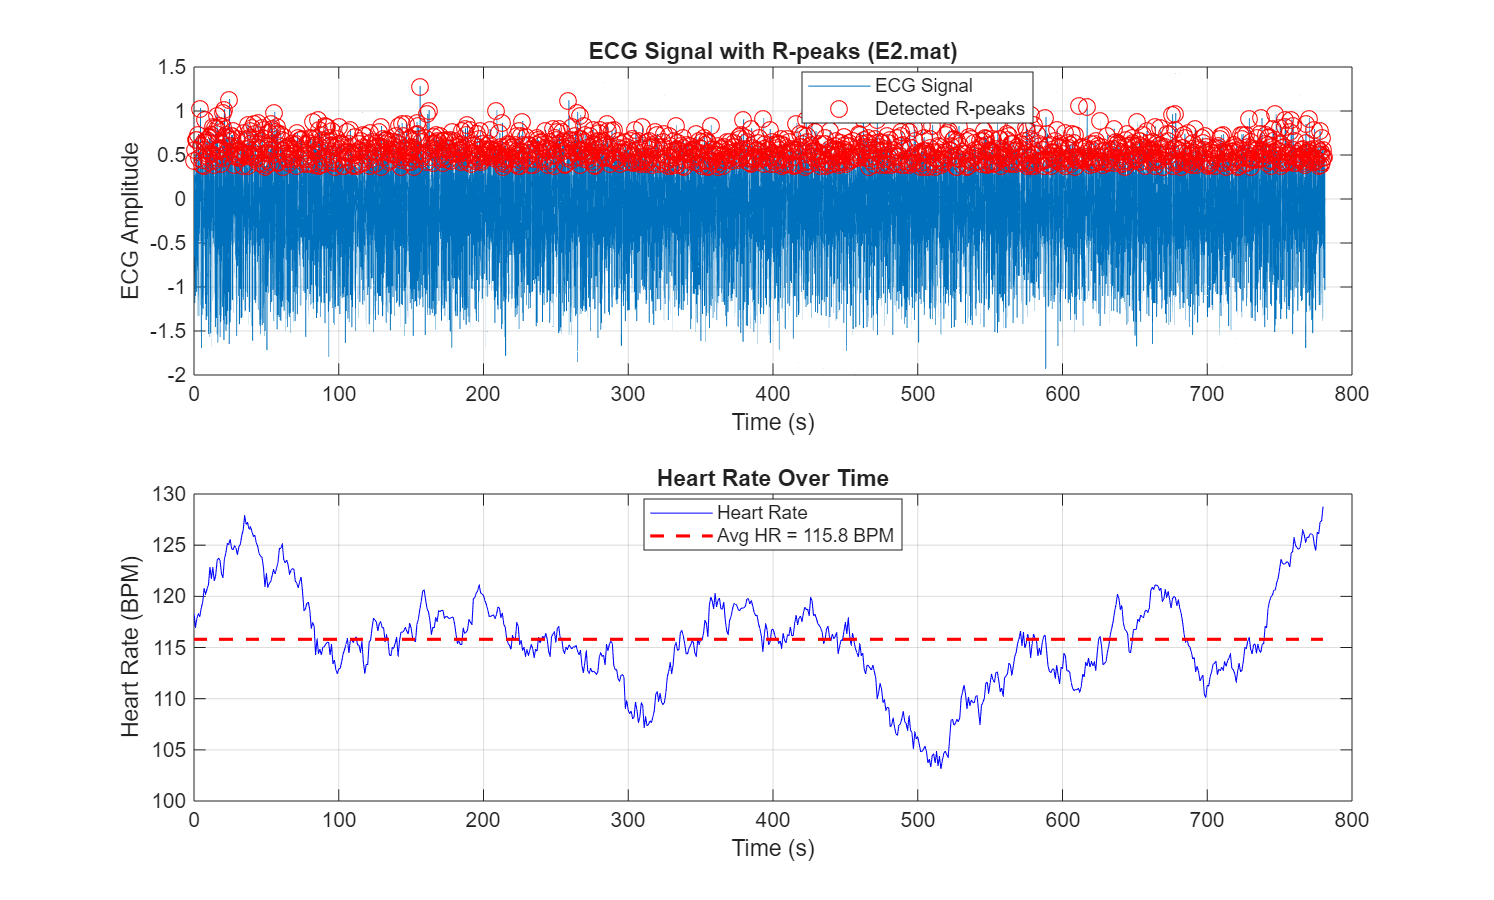 ECG Signal with R-peaks (E2.mat)
ECG Signal
Detected R-peaks
ECG Amplitude
1.5
1
0.5
0
-0.5
-1
-1.5
-2
0 100 200 300 400 500 600 700 800
Time (s)
Heart Rate Over Time
Heart Rate
Avg HR = 115.8 BPM
Heart Rate (BPM)
130
125
120
115
110
105
100
0 100 200 300 400 500 600 700 800
Time (s)